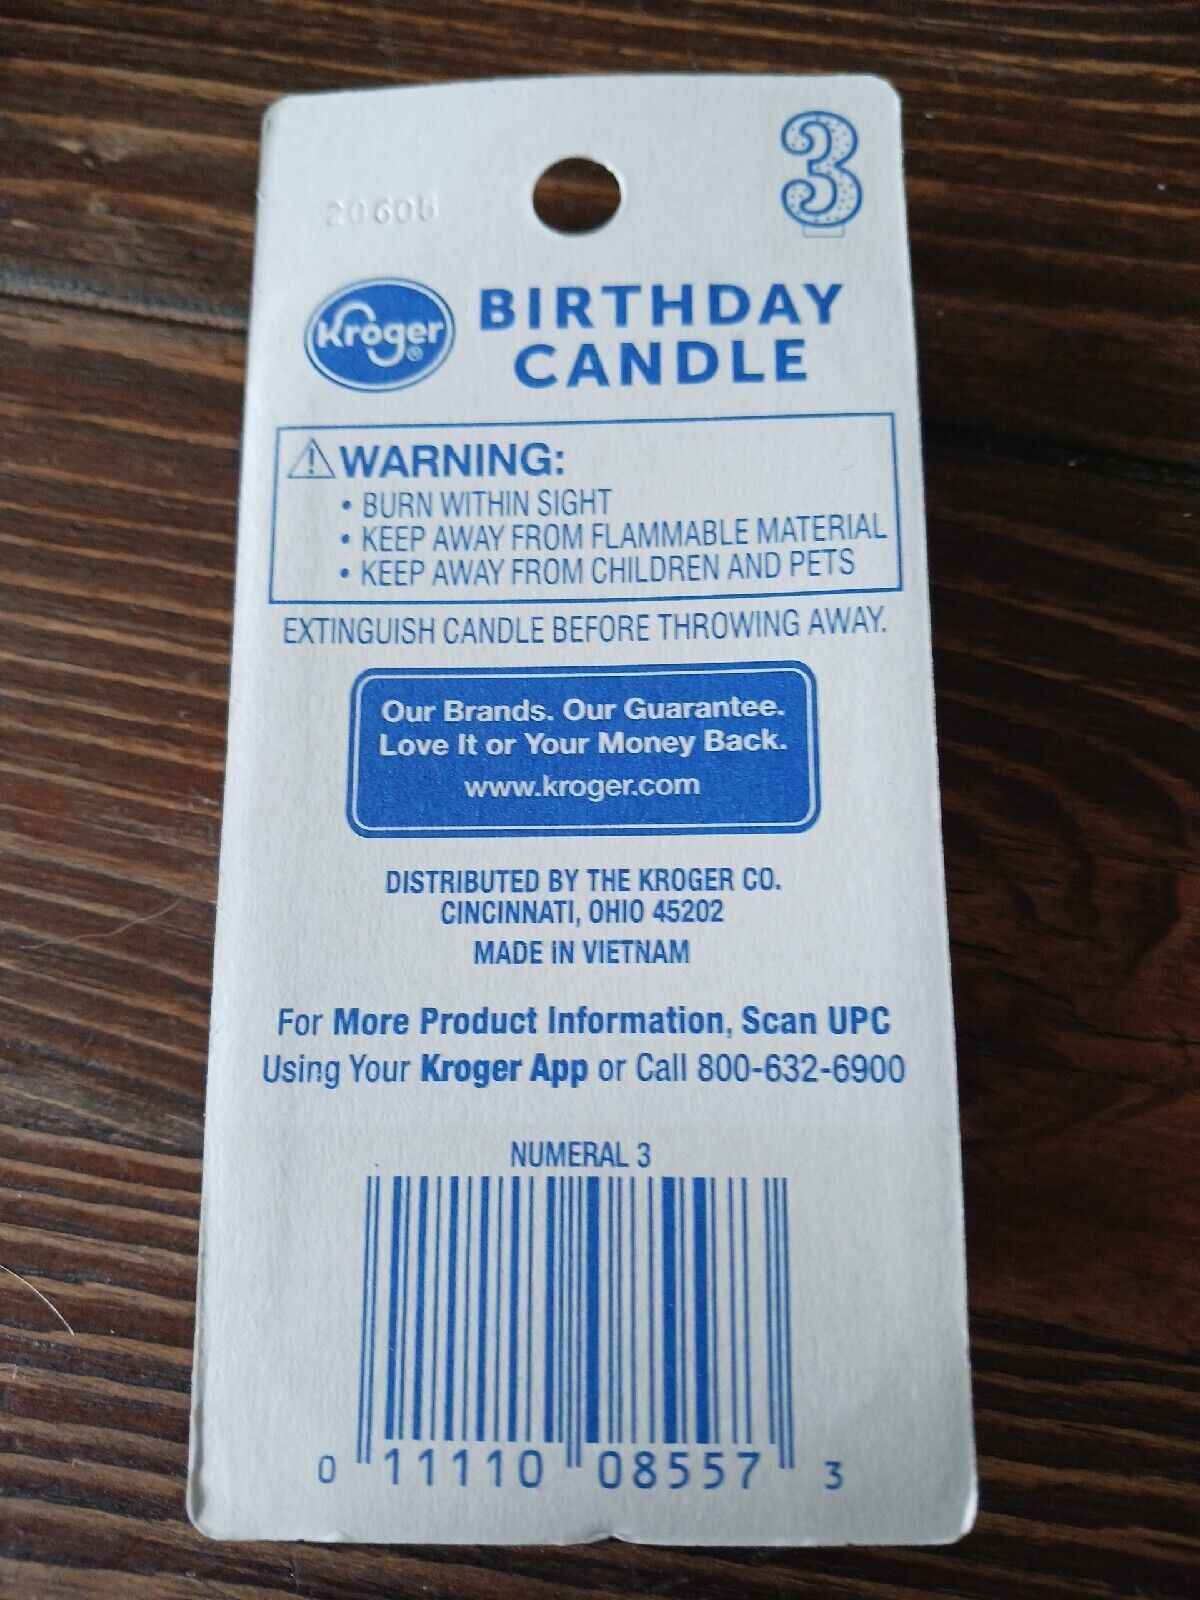 3
Kroger®
BIRTHDAY
CANDLE
⚠ WARNING:
• BURN WITHIN SIGHT
• KEEP AWAY FROM FLAMMABLE MATERIAL
• KEEP AWAY FROM CHILDREN AND PETS
EXTINGUISH CANDLE BEFORE THROWING AWAY.
Our Brands. Our Guarantee.
Love It or Your Money Back.
www.kroger.com
DISTRIBUTED BY THE KROGER CO.
CINCINNATI, OHIO 45202
MADE IN VIETNAM
For More Product Information, Scan UPC
Using Your Kroger App or Call 800-632-6900
NUMERAL 3
0 11110 08557 3